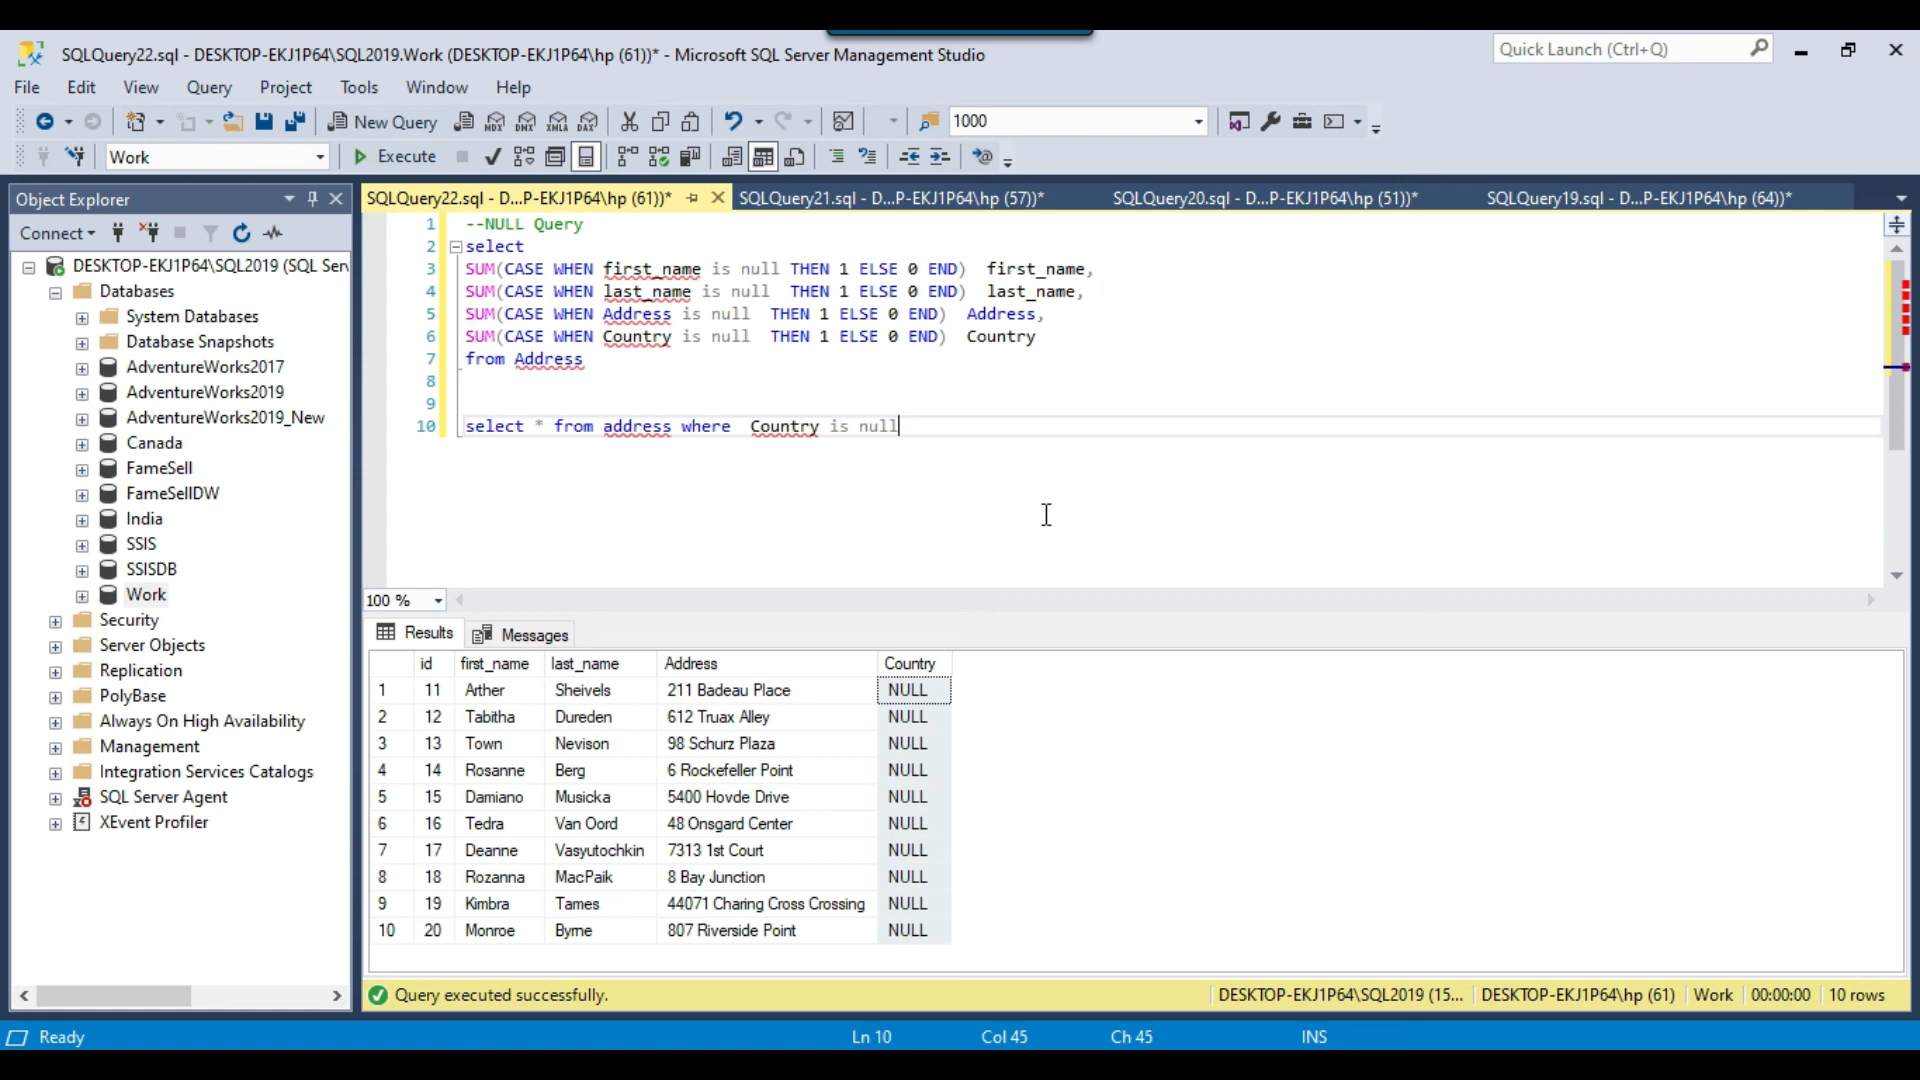 SQLQuery22.sql - DESKTOP-EKJ1P64\SQL2019.Work (DESKTOP-EKJ1P64\hp (61))* - Microsoft SQL Server Management Studio
Quick Launch (Ctrl+Q)
File Edit View Query Project Tools Window Help
New Query MDX DMX XMLA DAX 1000
Work Execute
Object Explorer
Connect
DESKTOP-EKJ1P64\SQL2019 (SQL Ser
Databases
System Databases
Database Snapshots
AdventureWorks2017
AdventureWorks2019
AdventureWorks2019_New
Canada
FameSell
FameSellDW
India
SSIS
SSISDB
Work
Security
Server Objects
Replication
PolyBase
Always On High Availability
Management
Integration Services Catalogs
SQL Server Agent
XEvent Profiler
SQLQuery22.sql - D...P-EKJ1P64\hp (61))* SQLQuery21.sql - D...P-EKJ1P64\hp (57))* SQLQuery20.sql - D...P-EKJ1P64\hp (51))* SQLQuery19.sql - D...P-EKJ1P64\hp (64))*
1 --NULL Query
2 select
3 SUM(CASE WHEN first_name is null THEN 1 ELSE 0 END) first_name,
4 SUM(CASE WHEN last_name is null THEN 1 ELSE 0 END) last_name,
5 SUM(CASE WHEN Address is null THEN 1 ELSE 0 END) Address,
6 SUM(CASE WHEN Country is null THEN 1 ELSE 0 END) Country
7 from Address
8
9
10 select * from address where Country is null
100 %
Results Messages
id first_name last_name Address Country
1 11 Arther Sheivels 211 Badeau Place NULL
2 12 Tabitha Dureden 612 Truax Alley NULL
3 13 Town Nevison 98 Schurz Plaza NULL
4 14 Rosanne Berg 6 Rockefeller Point NULL
5 15 Damiano Musicka 5400 Hovde Drive NULL
6 16 Tedra Van Oord 48 Onsgard Center NULL
7 17 Deanne Vasyutochkin 7313 1st Court NULL
8 18 Rozanna MacPaik 8 Bay Junction NULL
9 19 Kimbra Tames 44071 Charing Cross Crossing NULL
10 20 Monroe Byrne 807 Riverside Point NULL
Query executed successfully. DESKTOP-EKJ1P64\SQL2019 (15... DESKTOP-EKJ1P64\hp (61) Work 00:00:00 10 rows
Ready Ln 10 Col 45 Ch 45 INS